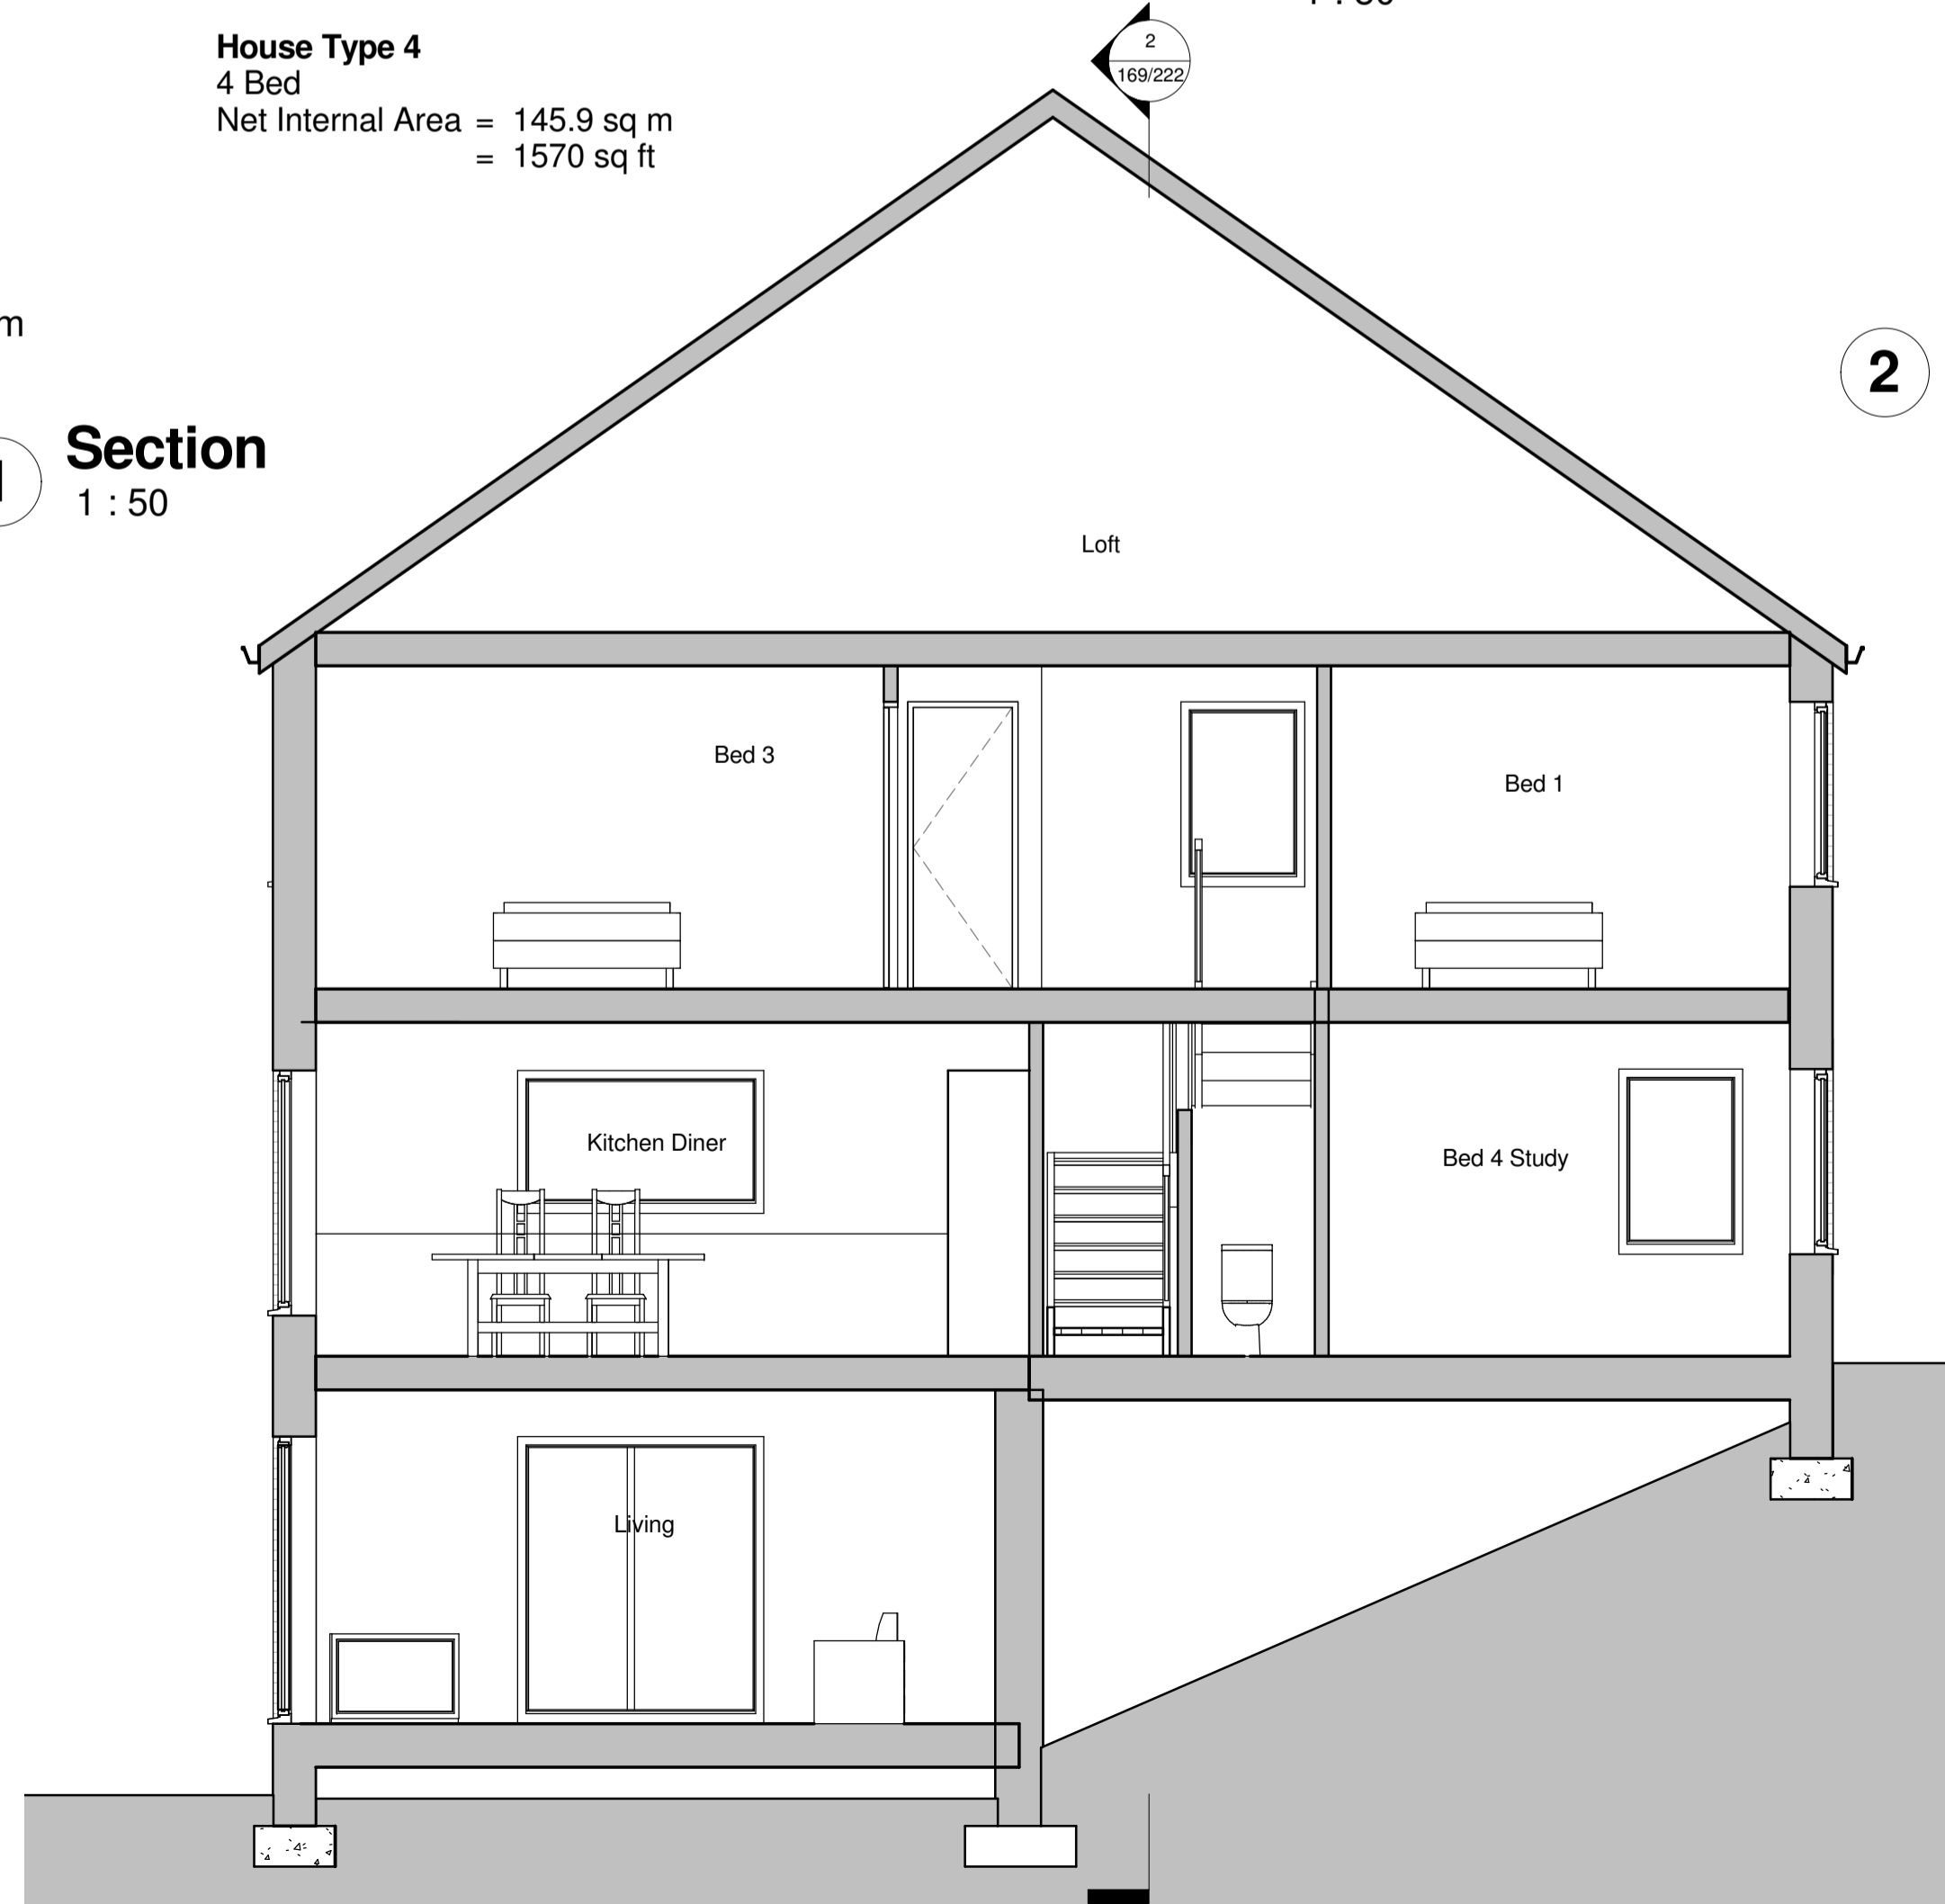 House Type 4
4 Bed
Net Internal Area = 145.9 sq m
= 1570 sq ft
2
169/222
m
2
Section
1 : 50
Loft
Bed 3
Bed 1
Kitchen Diner
Bed 4 Study
Living